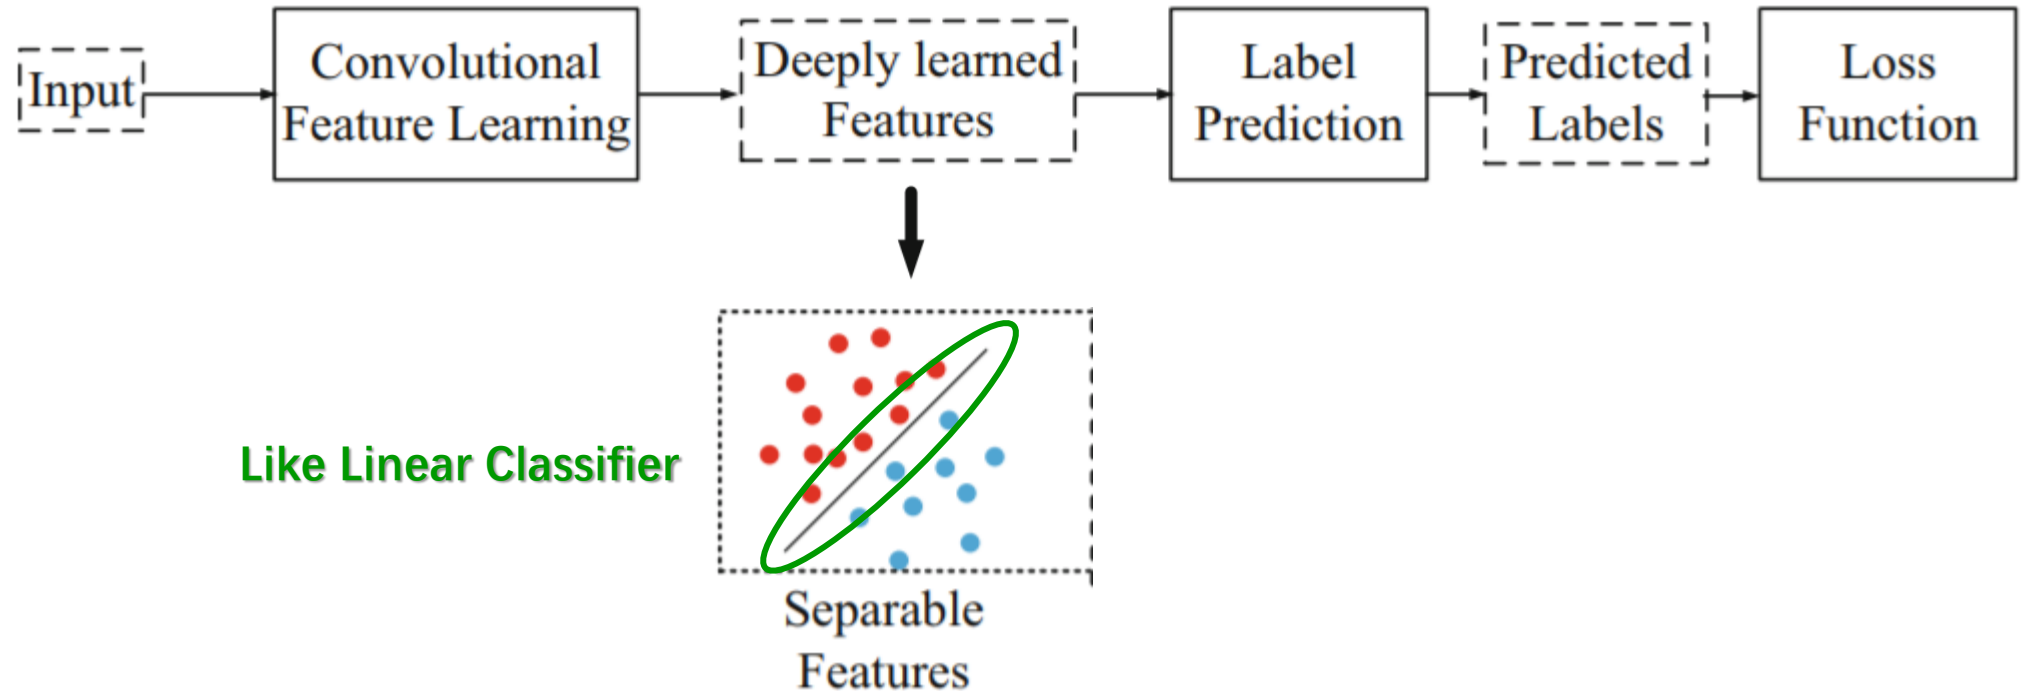 Input
Convolutional
Feature Learning
Deeply learned
Features
Label
Prediction
Predicted
Labels
Loss
Function
Like Linear Classifier
Separable
Features